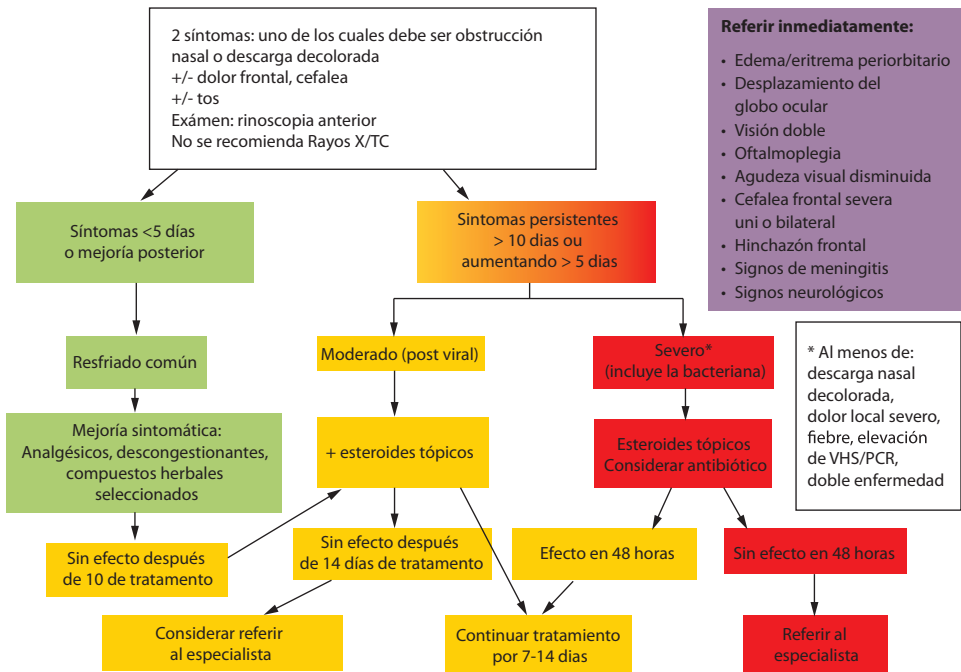 2 síntomas: uno de los cuales debe ser obstrucción
nasal o descarga decolorada
+/- dolor frontal, cefalea
+/- tos
Exámen: rinoscopia anterior
No se recomienda Rayos X/TC
Referir inmediatamente:
• Edema/eritrema periorbitario
• Desplazamiento del
globo ocular
• Visión doble
• Oftalmoplegia
• Agudeza visual disminuida
• Cefalea frontal severa
uni o bilateral
• Hinchazón frontal
• Signos de meningitis
• Signos neurológicos
Síntomas <5 días
o mejoría posterior
Sintomas persistentes
> 10 dias ou
aumentando > 5 dias
Resfriado común
Moderado (post viral)
Severo*
(incluye la bacteriana)
* Al menos de:
descarga nasal
decolorada,
dolor local severo,
fiebre, elevación
de VHS/PCR,
doble enfermedad
Mejoría sintomática:
Analgésicos, descongestionantes,
compuestos herbales
seleccionados
+ esteroides tópicos
Esteroides tópicos
Considerar antibiótico
Sin efecto después
de 10 de tratamento
Sin efecto después
de 14 días de tratamento
Efecto en 48 horas
Sin efecto en 48 horas
Considerar referir
al especialista
Continuar tratamiento
por 7-14 dias
Referir al
especialista